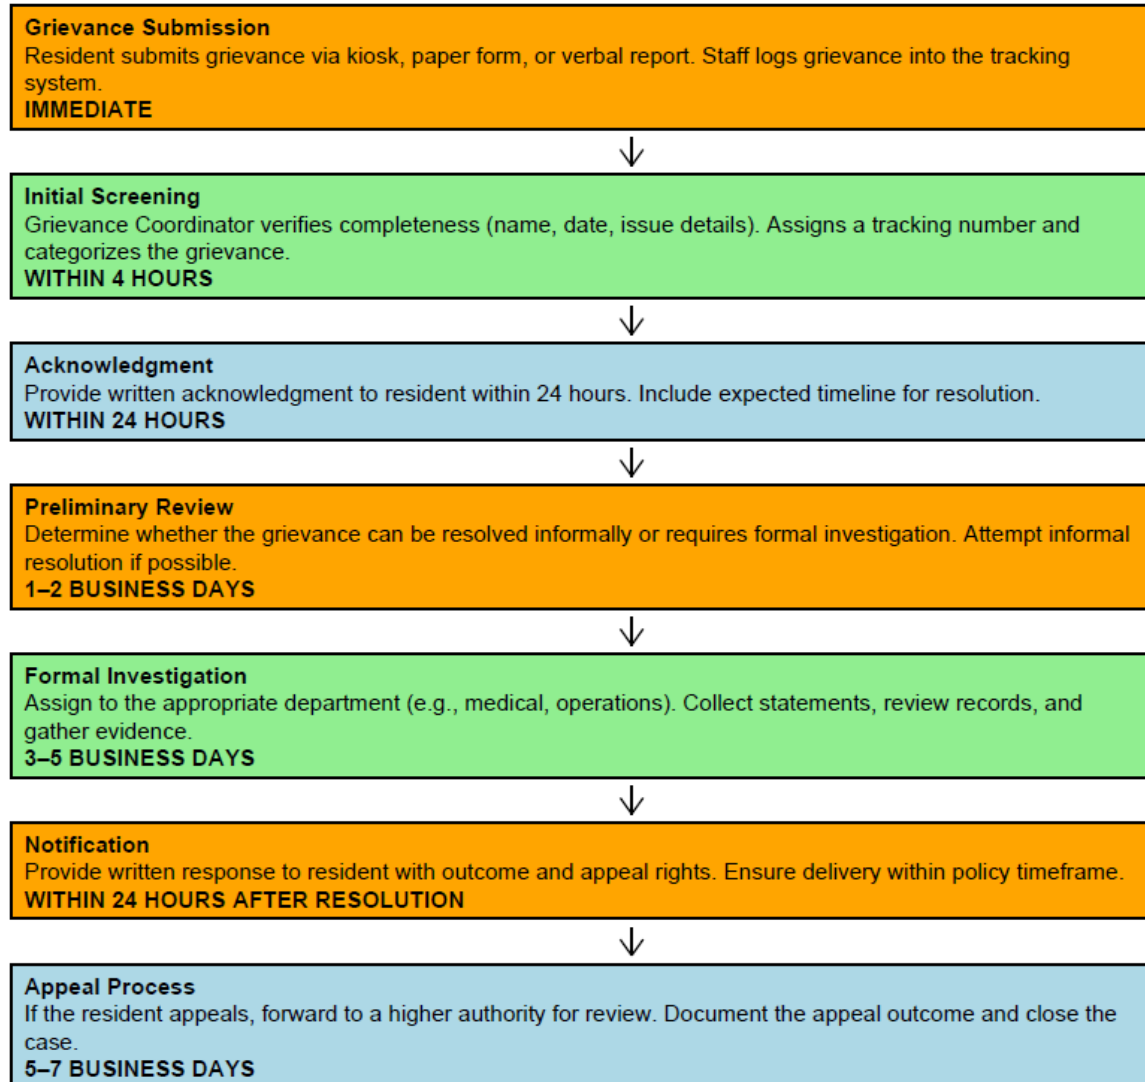 Grievance Submission
Resident submits grievance via kiosk, paper form, or verbal report. Staff logs grievance into the tracking
system.
IMMEDIATE
Initial Screening
Grievance Coordinator verifies completeness (name, date, issue details). Assigns a tracking number and
categorizes the grievance.
WITHIN 4 HOURS
Acknowledgment
Provide written acknowledgment to resident within 24 hours. Include expected timeline for resolution.
WITHIN 24 HOURS
Preliminary Review
Determine whether the grievance can be resolved informally or requires formal investigation. Attempt informal
resolution if possible.
1–2 BUSINESS DAYS
Formal Investigation
Assign to the appropriate department (e.g., medical, operations). Collect statements, review records, and
gather evidence.
3–5 BUSINESS DAYS
Notification
Provide written response to resident with outcome and appeal rights. Ensure delivery within policy timeframe.
WITHIN 24 HOURS AFTER RESOLUTION
Appeal Process
If the resident appeals, forward to a higher authority for review. Document the appeal outcome and close the
case.
5–7 BUSINESS DAYS